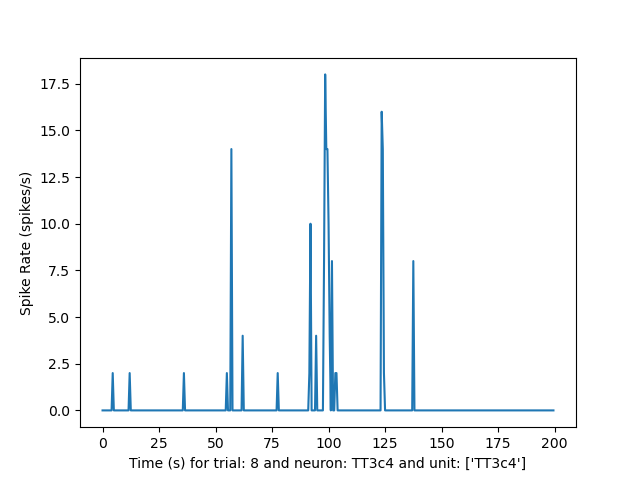 17.5
15.0
12.5
10.0
7.5
5.0
2.5
0.0
Spike Rate (spikes/s)
0 25 50 75 100 125 150 175 200
Time (s) for trial: 8 and neuron: TT3c4 and unit: ['TT3c4']